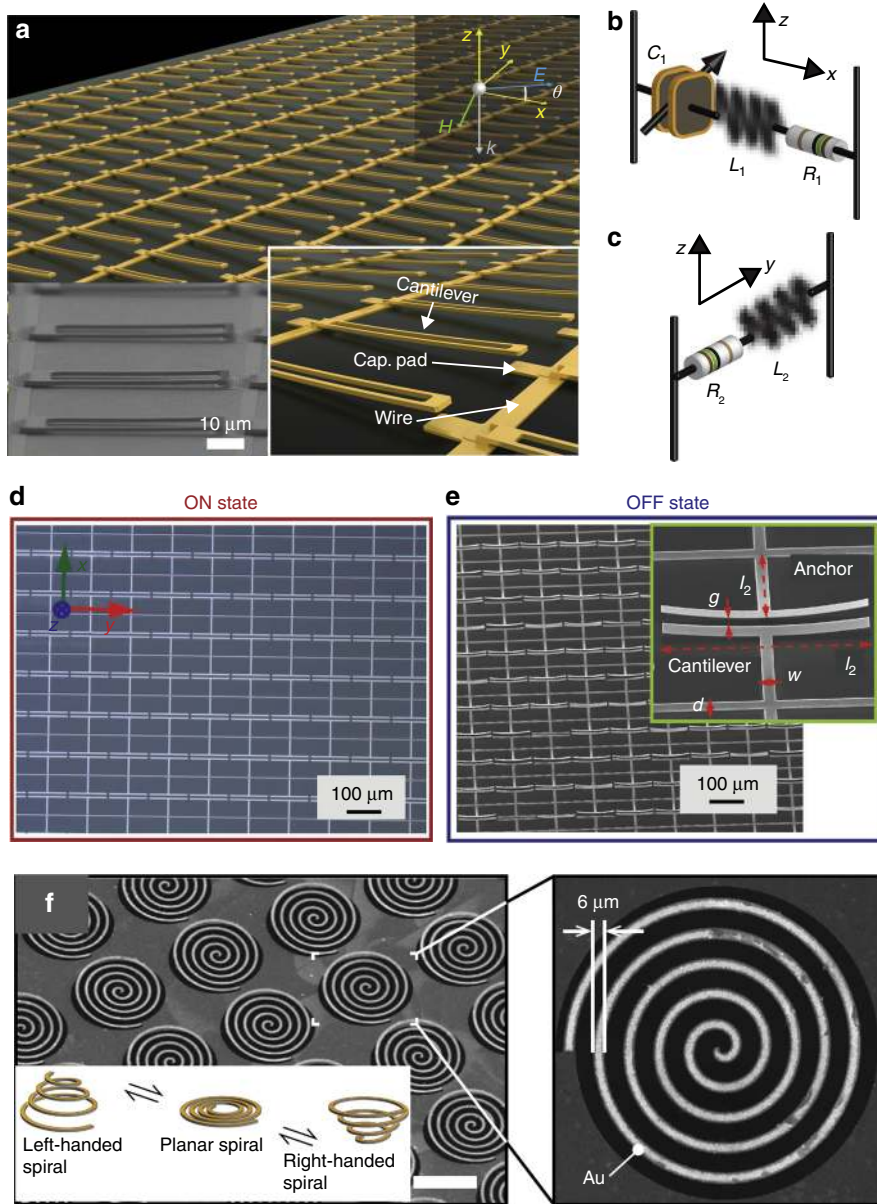 a
z
y
E
θ
x
H
k
Cantilever
Cap. pad
Wire
10 μm
b
z
x
C1
L1
R1
c
z
y
R2
L2
d
ON state
x
z
y
100 μm
e
OFF state
Anchor
l2
g
Cantilever
l2
w
d
100 μm
f
Left-handed
spiral
Planar spiral
Right-handed
spiral
6 μm
Au